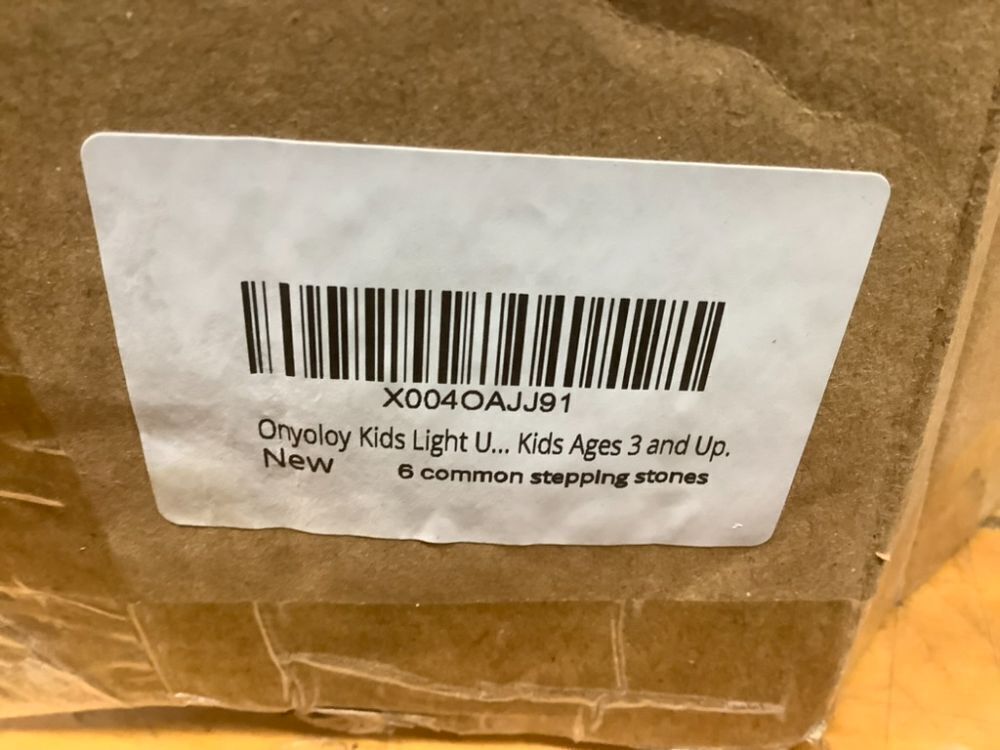 X004OAJJ91
Onyoloy Kids Light U... Kids Ages 3 and Up.
New
6 common stepping stones